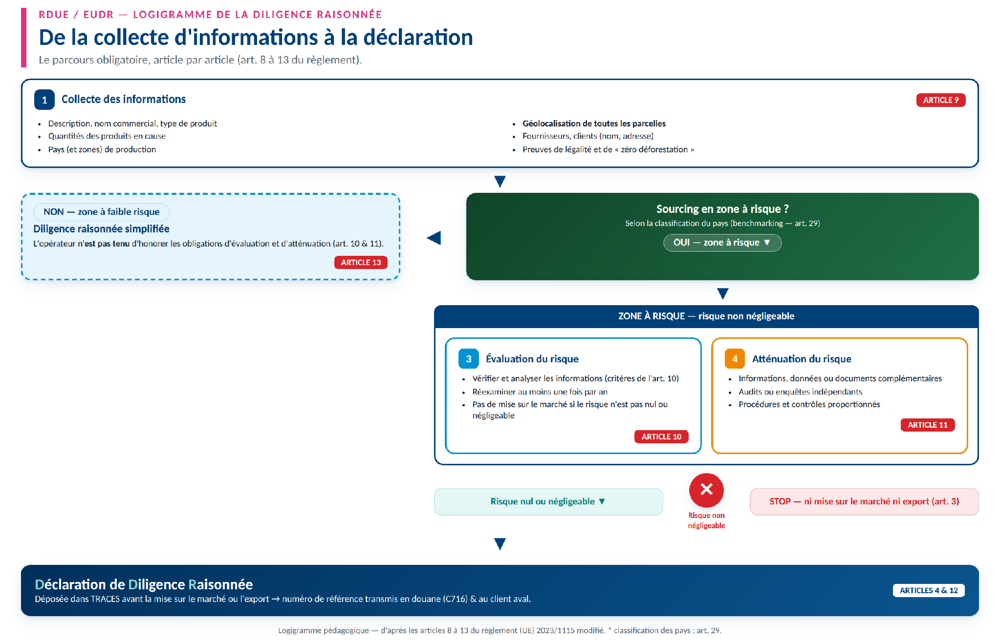 RDUE / EUDR — LOGIGRAMME DE LA DILIGENCE RAISONNÉE
De la collecte d'informations à la déclaration
Le parcours obligatoire, article par article (art. 8 à 13 du règlement).
1 Collecte des informations
ARTICLE 9
• Description, nom commercial, type de produit
• Quantités des produits en cause
• Pays (et zones) de production
• Géolocalisation de toutes les parcelles
• Fournisseurs, clients (nom, adresse)
• Preuves de légalité et de « zéro déforestation »
▼
NON — zone à faible risque
Diligence raisonnée simplifiée
L'opérateur n'est pas tenu d'honorer les obligations d'évaluation et d'atténuation (art. 10 & 11).
ARTICLE 13
◀
Sourcing en zone à risque ?
Selon la classification du pays (benchmarking — art. 29)
OUI — zone à risque ▼
▼
ZONE À RISQUE — risque non négligeable
3 Évaluation du risque
• Vérifier et analyser les informations (critères de l'art. 10)
• Réexaminer au moins une fois par an
• Pas de mise sur le marché si le risque n'est pas nul ou
négligeable
ARTICLE 10
4 Atténuation du risque
• Informations, données ou documents complémentaires
• Audits ou enquêtes indépendants
• Procédures et contrôles proportionnés
ARTICLE 11
Risque nul ou négligeable ▼
✕
Risque non
négligeable
STOP — ni mise sur le marché ni export (art. 3)
▼
Déclaration de Diligence Raisonnée
Déposée dans TRACES avant la mise sur le marché ou l'export → numéro de référence transmis en douane (C716) & au client aval.
ARTICLES 4 & 12
Logigramme pédagogique — d'après les articles 8 à 13 du règlement (UE) 2023/1115 modifié. * classification des pays : art. 29.